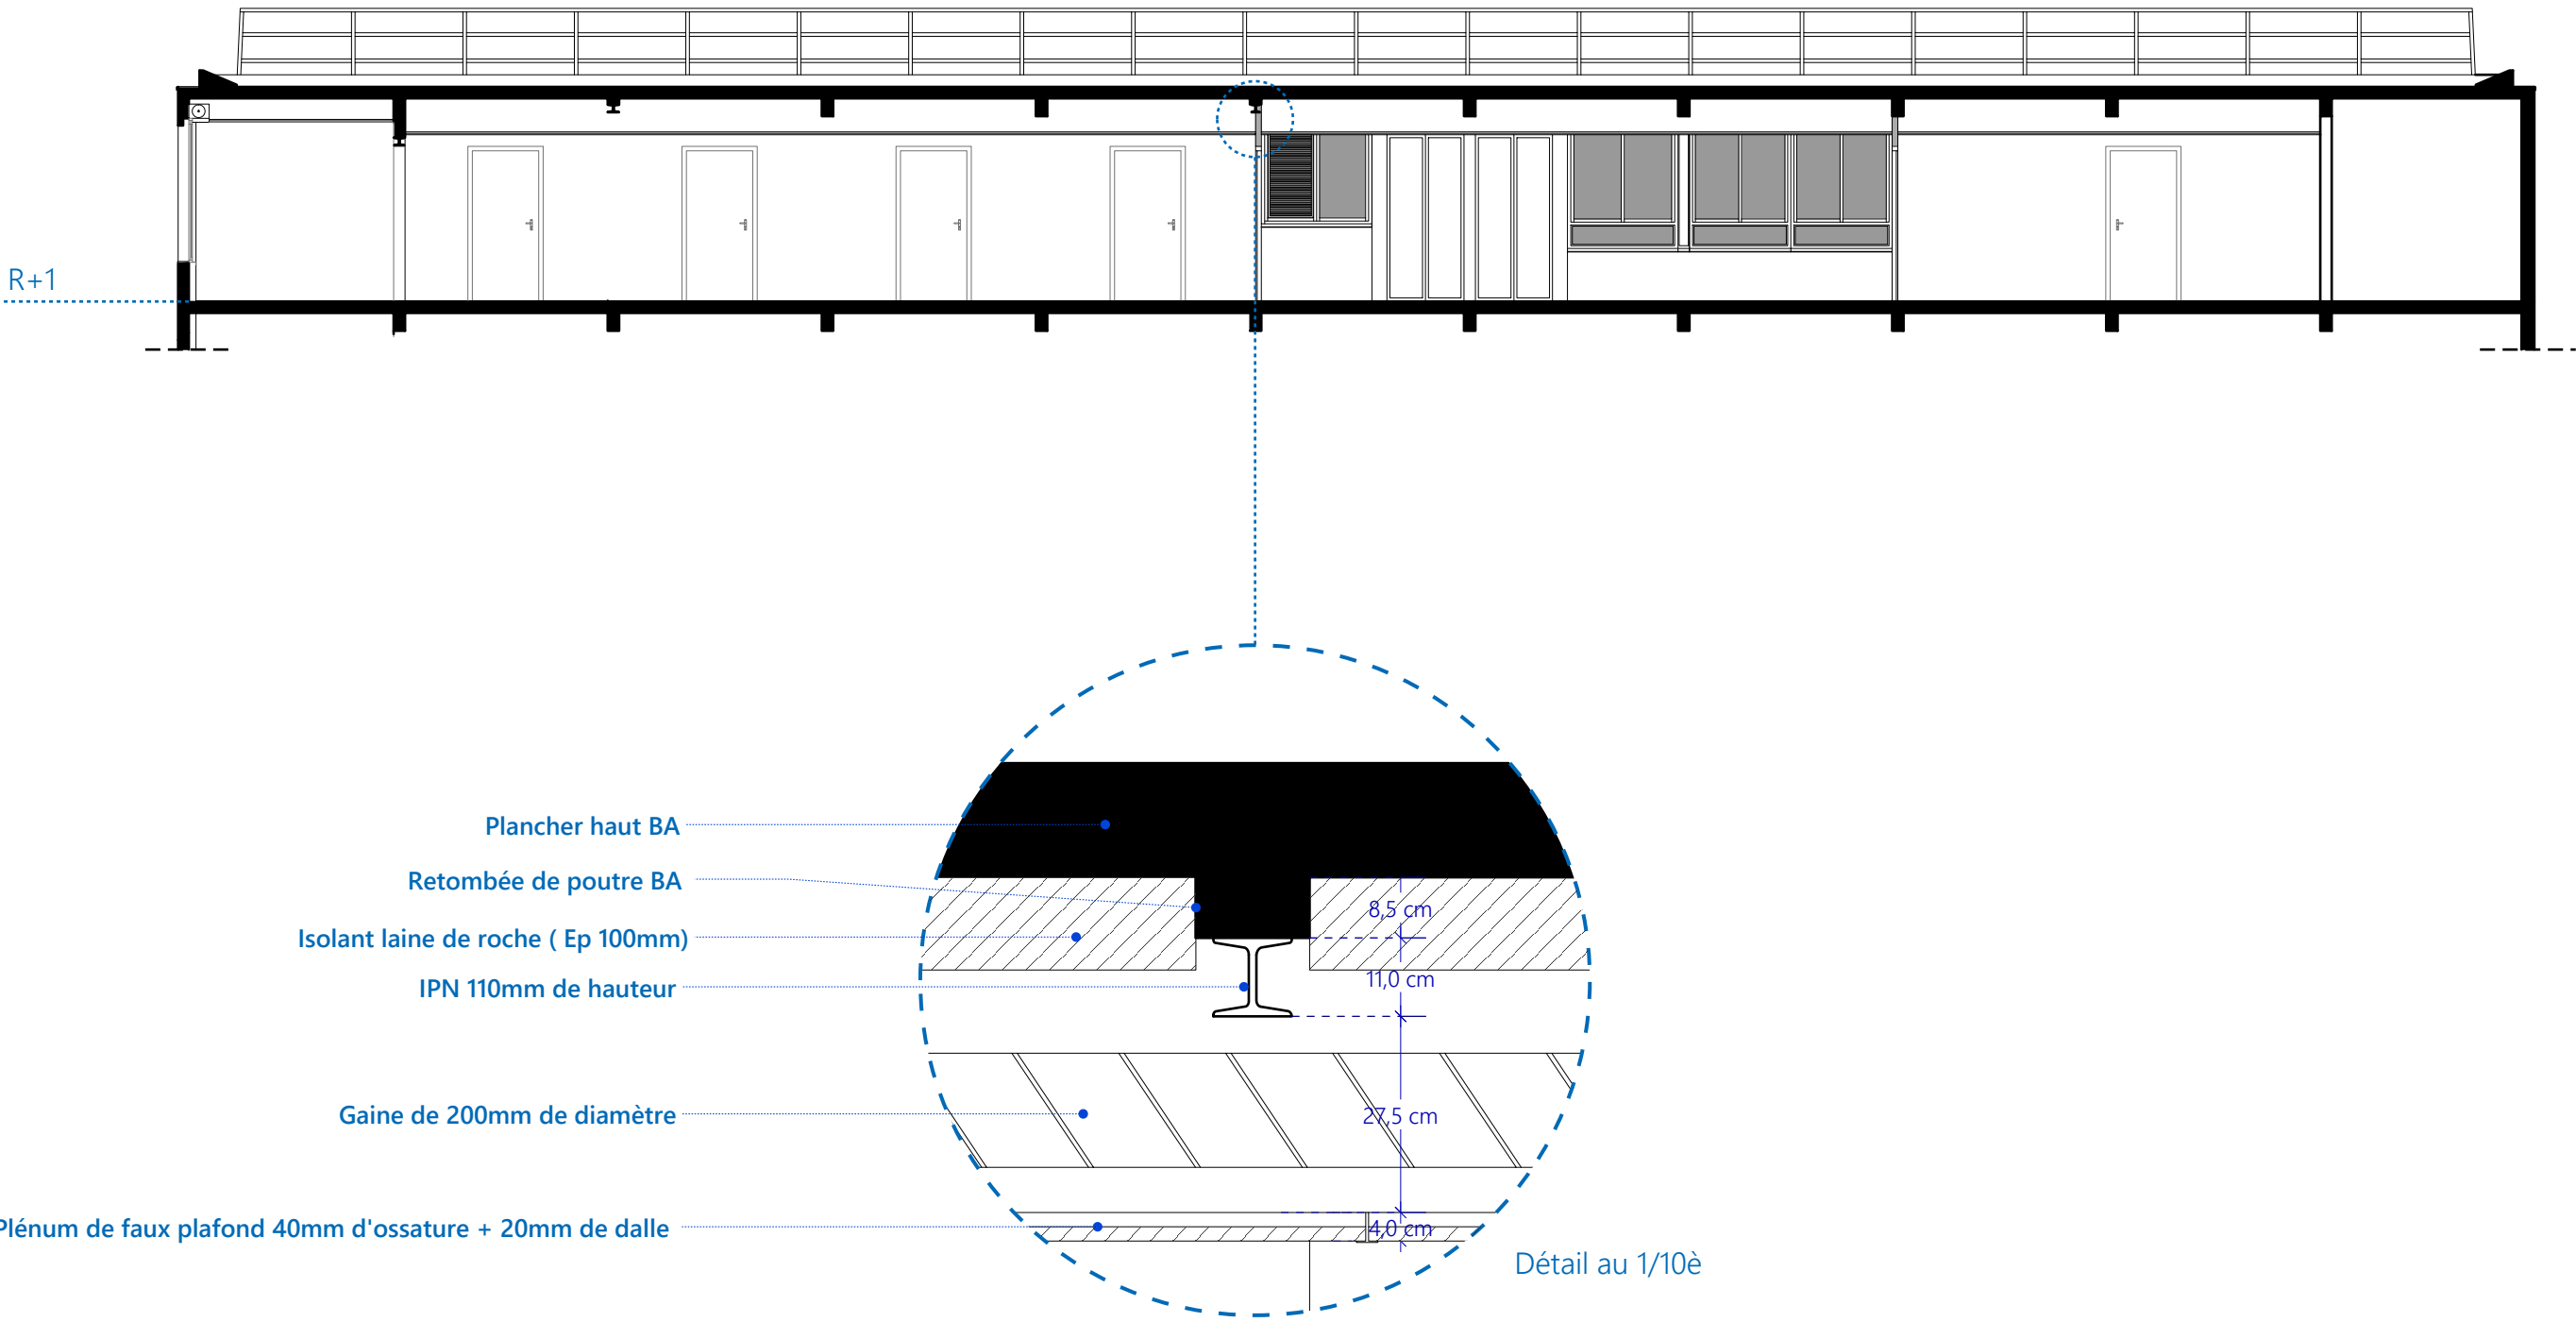 R+1
Plancher haut BA
Retombée de poutre BA
8,5 cm
Isolant laine de roche ( Ep 100mm)
11,0 cm
IPN 110mm de hauteur
Gaine de 200mm de diamètre
27,5 cm
Plénum de faux plafond 40mm d'ossature + 20mm de dalle
4,0 cm
Détail au 1/10è